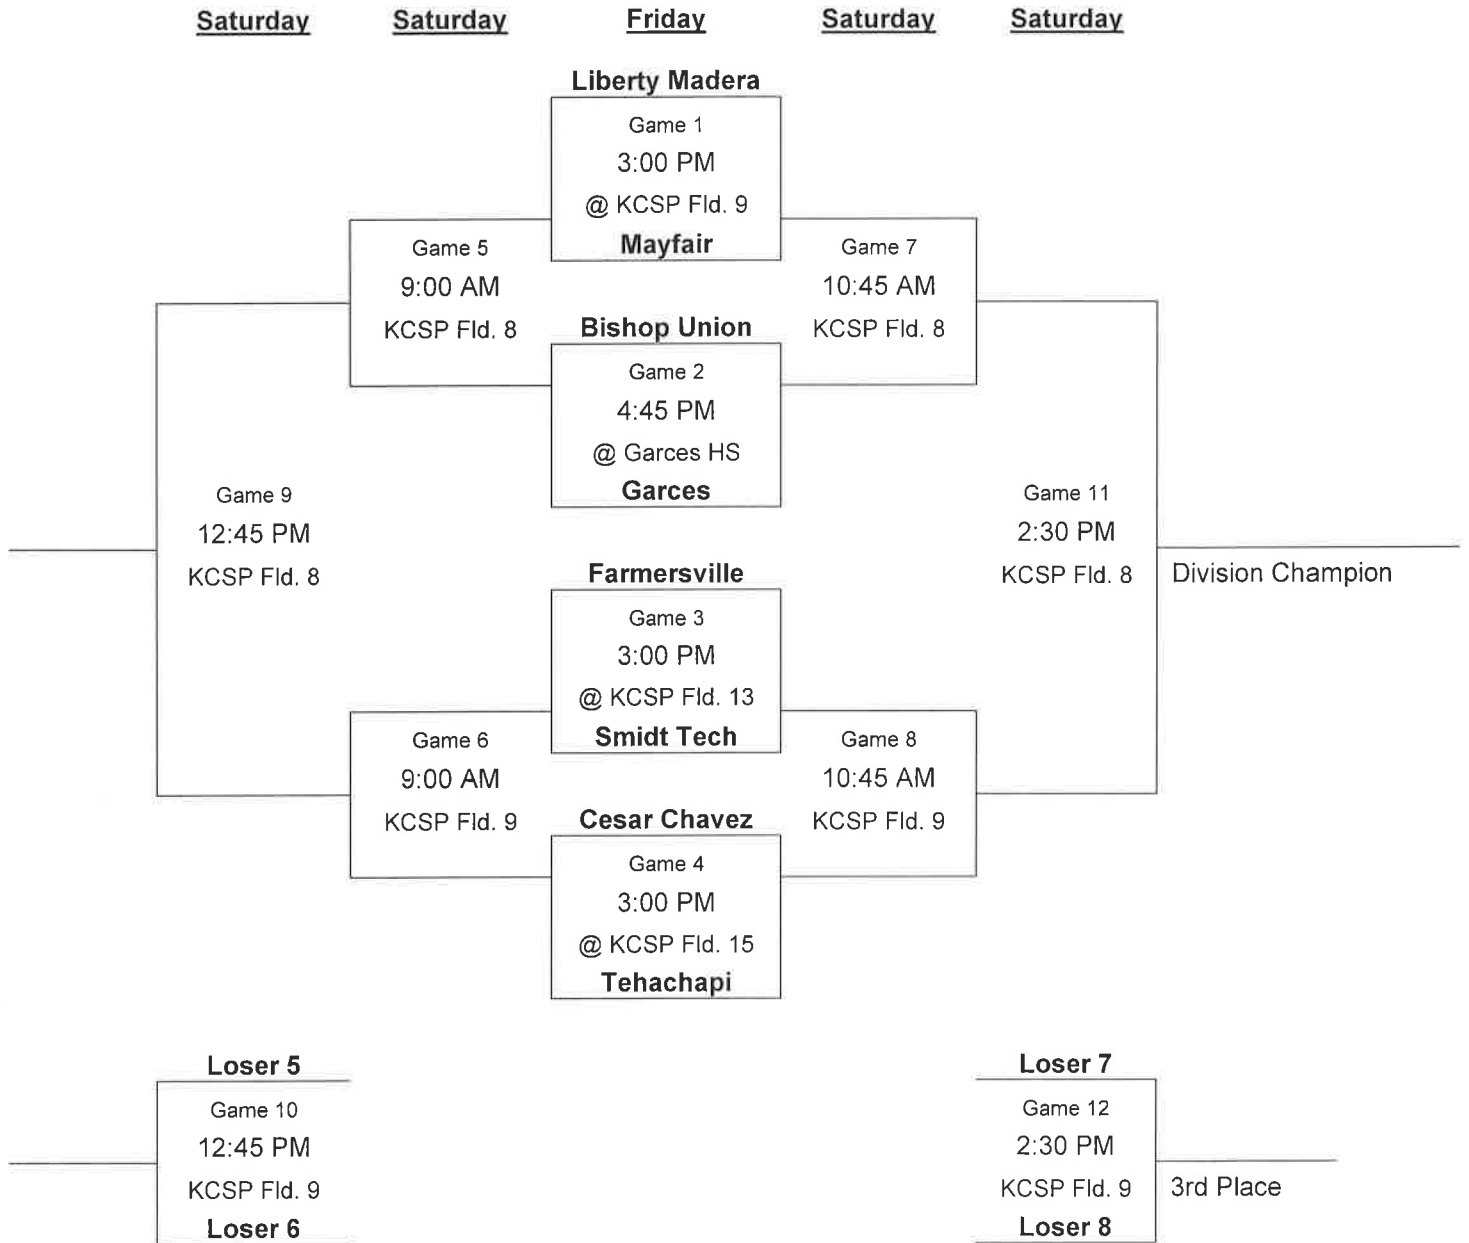 Saturday
Saturday
Friday
Saturday
Saturday
Liberty Madera
Game 1
3:00 PM
@ KCSP Fld. 9
Mayfair
Game 5
9:00 AM
KCSP Fld. 8
Game 7
10:45 AM
KCSP Fld. 8
Bishop Union
Game 2
4:45 PM
@ Garces HS
Garces
Game 9
12:45 PM
KCSP Fld. 8
Game 11
2:30 PM
KCSP Fld. 8
Division Champion
Farmersville
Game 3
3:00 PM
@ KCSP Fld. 13
Smidt Tech
Game 6
9:00 AM
KCSP Fld. 9
Game 8
10:45 AM
KCSP Fld. 9
Cesar Chavez
Game 4
3:00 PM
@ KCSP Fld. 15
Tehachapi
Loser 5
Game 10
12:45 PM
KCSP Fld. 9
Loser 6
Loser 7
Game 12
2:30 PM
KCSP Fld. 9
3rd Place
Loser 8